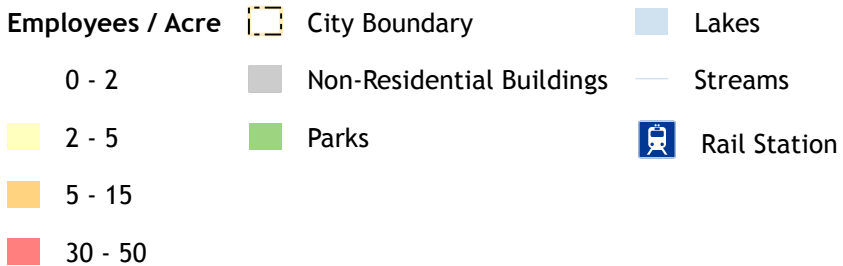 Employees / Acre
0 - 2
2 - 5
5 - 15
30 - 50
City Boundary
Non-Residential Buildings
Parks
Lakes
Streams
Rail Station